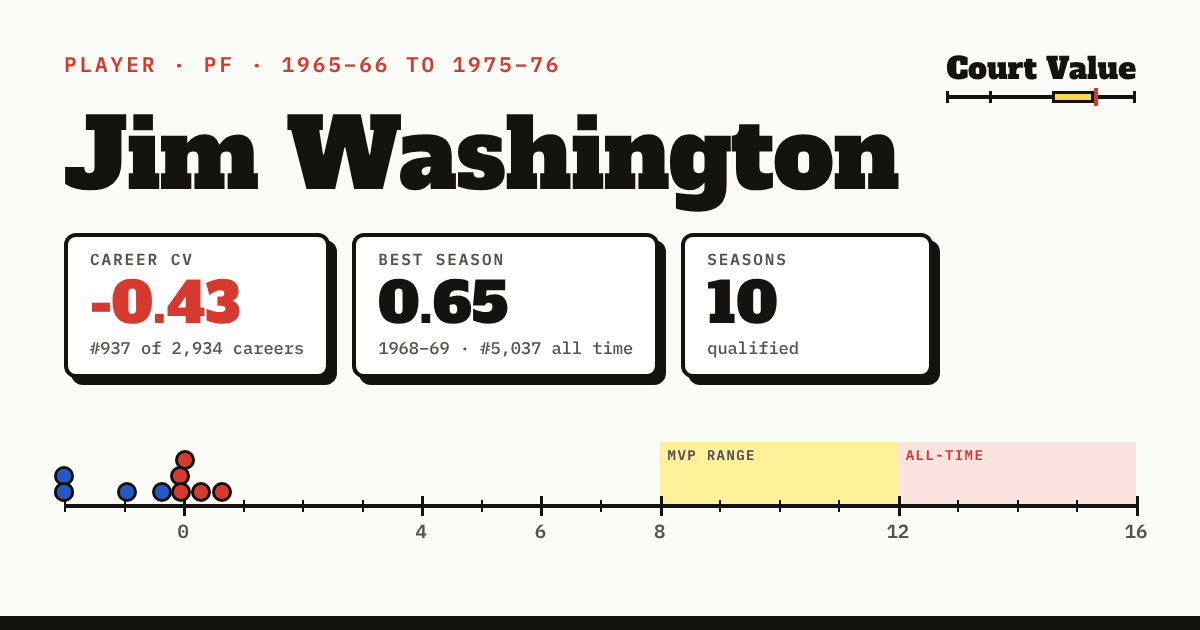 PLAYER · PF · 1965–66 TO 1975–76
Court Value
Jim Washington
CAREER CV
-0.43
#937 of 2,934 careers
BEST SEASON
0.65
1968–69 · #5,037 all time
SEASONS
10
qualified
MVP RANGE
ALL-TIME
0 4 6 8 12 16